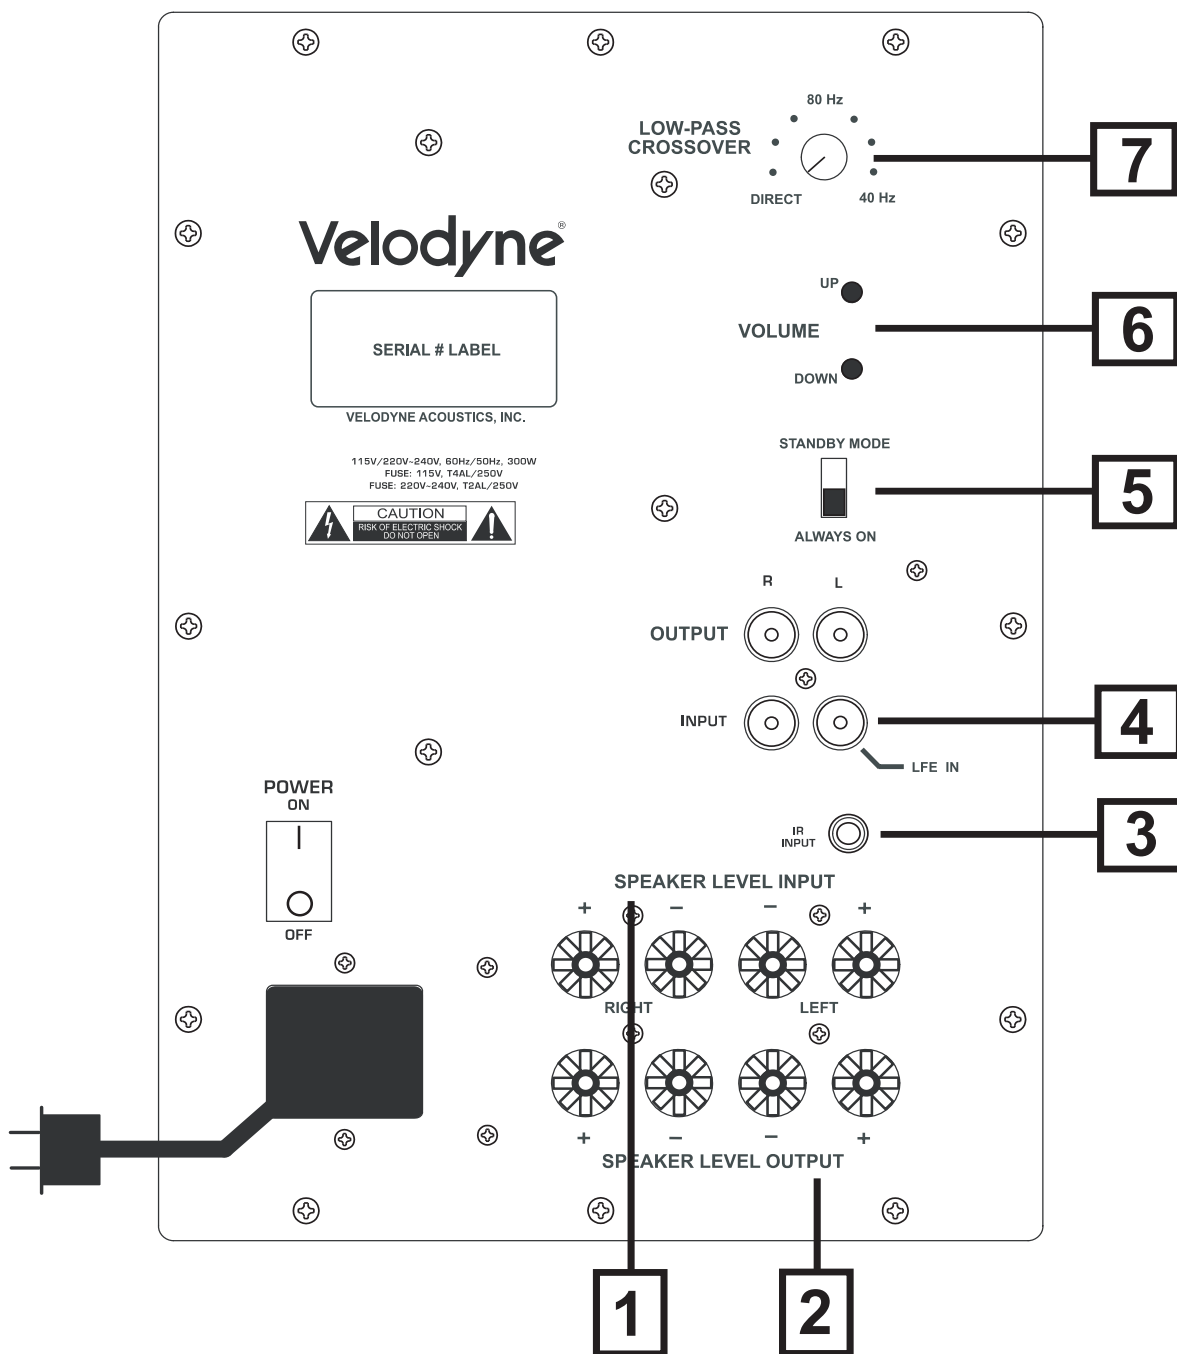 80 Hz
LOW-PASS
CROSSOVER
DIRECT
40 Hz
7
Velodyne®
SERIAL # LABEL
VELODYNE ACOUSTICS, INC.
115V/220V~240V, 60Hz/50Hz, 300W
FUSE: 115V, T4AL/250V
FUSE: 220V~240V, T2AL/250V
CAUTION
RISK OF ELECTRIC SHOCK
DO NOT OPEN
UP
VOLUME
DOWN
6
STANDBY MODE
ALWAYS ON
5
R L
OUTPUT
INPUT
LFE IN
4
IR
INPUT
3
POWER
ON
OFF
SPEAKER LEVEL INPUT
+ − − +
RIGHT LEFT
+ − − +
SPEAKER LEVEL OUTPUT
1 2